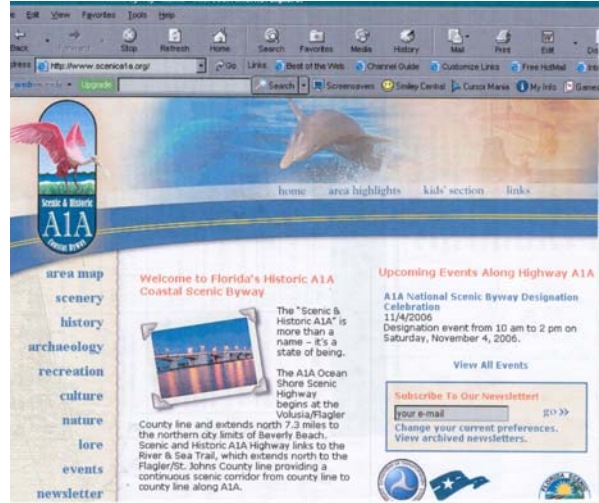 Edit View Favorites Tools Help
Back Forward Stop Refresh Home Search Favorites Media History Mail Print Edit
http://www.scenica1a.org/ Go Links Best of the Web Channel Guide Customize Links Free HotMail
Upgrade Search Screensavers Smiley Central Cursor Mania My Info Games
home area highlights kids' section links
Scenic & Historic
A1A
Coastal Byway
area map
scenery
history
archaeology
recreation
culture
nature
lore
events
newsletter
Welcome to Florida's Historic A1A
Coastal Scenic Byway
The "Scenic &
Historic A1A" is
more than a
name – it's a
state of being.
The A1A Ocean
Shore Scenic
Highway
begins at the
Volusia/Flagler
County line and extends north 7.3 miles to
the northern city limits of Beverly Beach.
Scenic and Historic A1A Highway links to the
River & Sea Trail, which extends north to the
Flagler/St. Johns County line providing a
continuous scenic corridor from county line to
county line along A1A.
Upcoming Events Along Highway A1A
A1A National Scenic Byway Designation
Celebration
11/4/2006
Designation event from 10 am to 2 pm on
Saturday, November 4, 2006.
View All Events
Subscribe To Our Newsletter!
your e-mail go »
Change your current preferences.
View archived newsletters.